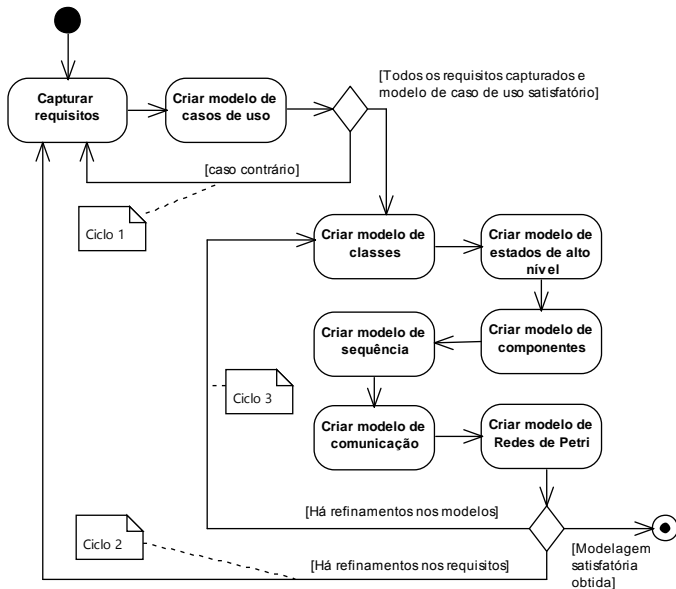 [Todos os requisitos capturados e
modelo de caso de uso satisfatório]
Capturar
requisitos
Criar modelo de
casos de uso
[caso contrário]
Ciclo 1
Criar modelo de
classes
Criar modelo de
estados de alto
nível
Criar modelo de
sequência
Criar modelo de
componentes
Ciclo 3
Criar modelo de
comunicação
Criar modelo de
Redes de Petri
[Há refinamentos nos modelos]
Ciclo 2
[Há refinamentos nos requisitos]
[Modelagem
satisfatória
obtida]